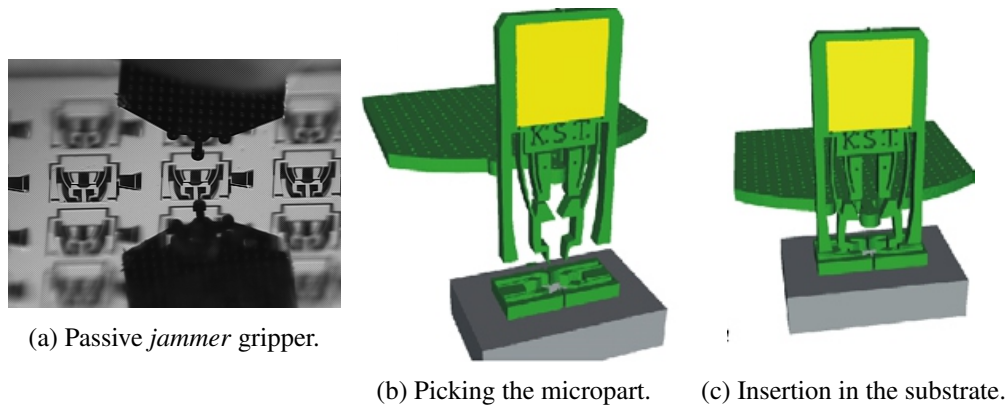 K.S.T.
K.S.T.
(a) Passive jammer gripper.
(b) Picking the micropart.
(c) Insertion in the substrate.